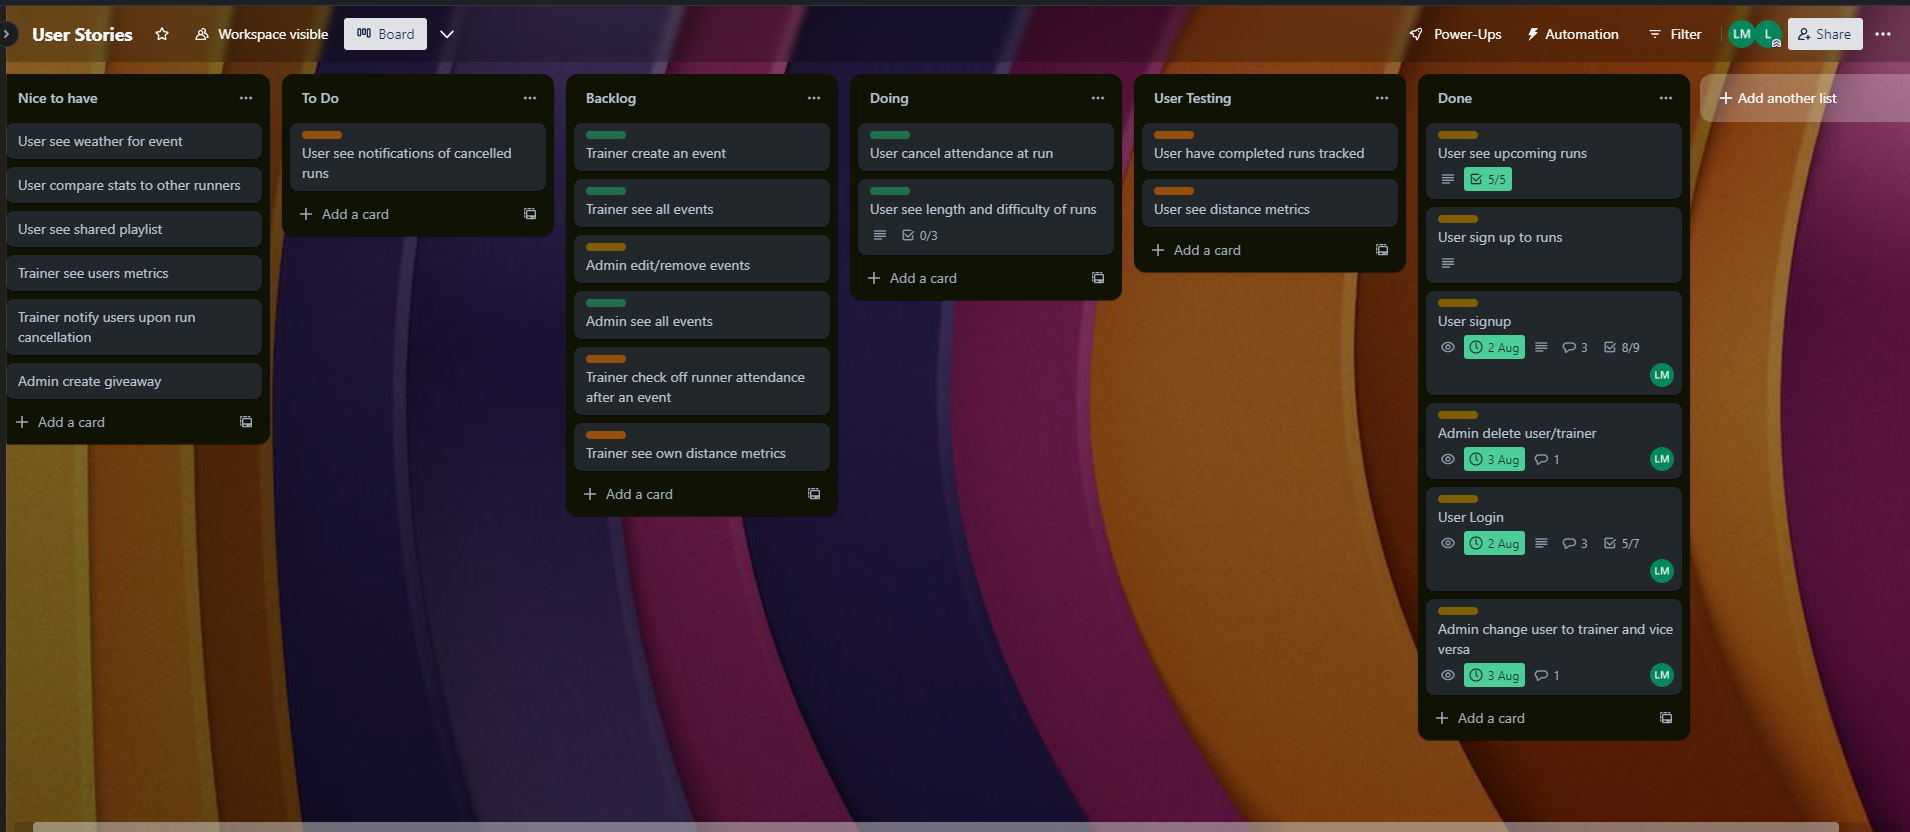 User Stories
Workspace visible
Board
Power-Ups
Automation
Filter
LM
L
Share
Nice to have
User see weather for event
User compare stats to other runners
User see shared playlist
Trainer see users metrics
Trainer notify users upon run
cancellation
Admin create giveaway
Add a card
To Do
User see notifications of cancelled
runs
Add a card
Backlog
Trainer create an event
Trainer see all events
Admin edit/remove events
Admin see all events
Trainer check off runner attendance
after an event
Trainer see own distance metrics
Add a card
Doing
User cancel attendance at run
User see length and difficulty of runs
0/3
Add a card
User Testing
User have completed runs tracked
User see distance metrics
Add a card
Done
User see upcoming runs
5/5
User sign up to runs
User signup
2 Aug 3 8/9
LM
Admin delete user/trainer
3 Aug 1 LM
User Login
2 Aug 3 5/7
LM
Admin change user to trainer and vice
versa
3 Aug 1 LM
Add a card
Add another list